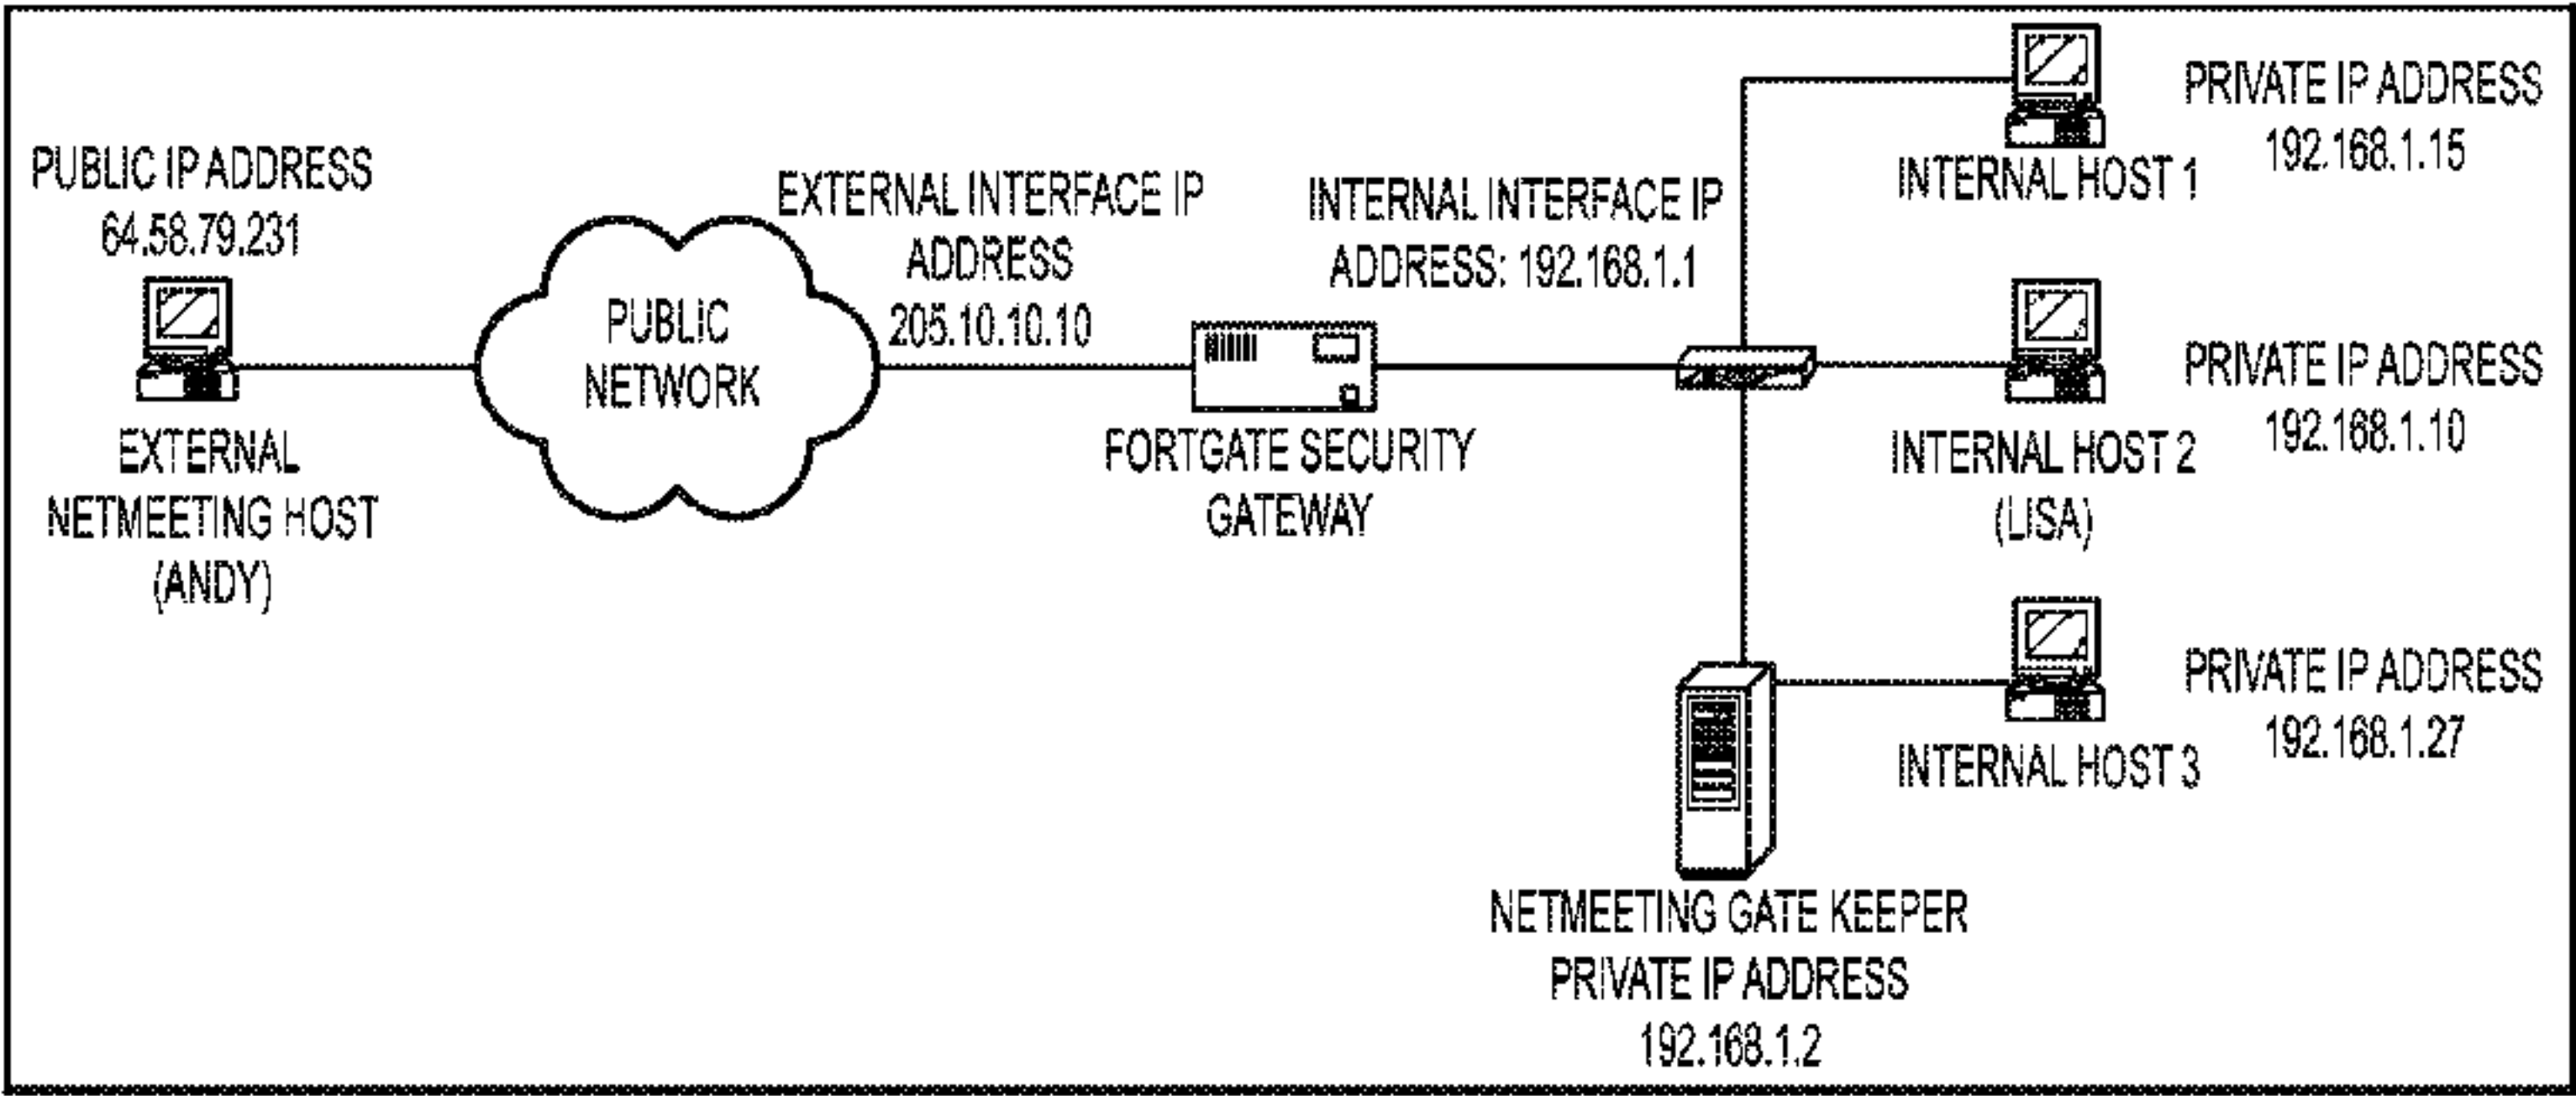 PUBLIC IP ADDRESS
64.58.79.231
EXTERNAL
NETMEETING HOST
(ANDY)
PUBLIC
NETWORK
EXTERNAL INTERFACE IP
ADDRESS
205.10.10.10
FORTGATE SECURITY
GATEWAY
INTERNAL INTERFACE IP
ADDRESS: 192.168.1.1
INTERNAL HOST 1
PRIVATE IP ADDRESS
192.168.1.15
INTERNAL HOST 2
(LISA)
PRIVATE IP ADDRESS
192.168.1.10
INTERNAL HOST 3
PRIVATE IP ADDRESS
192.168.1.27
NETMEETING GATE KEEPER
PRIVATE IP ADDRESS
192.168.1.2